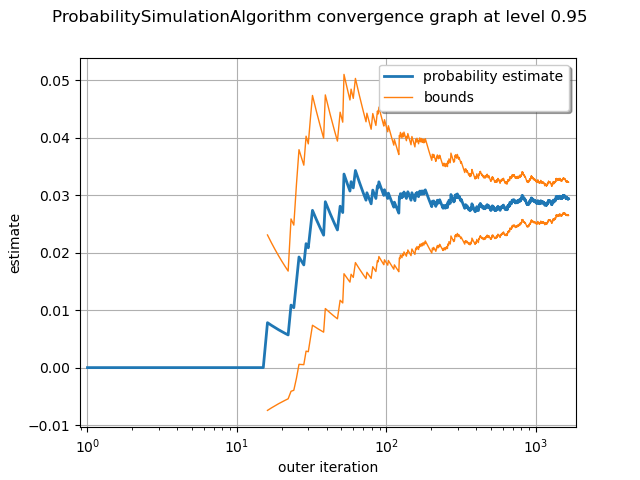 ProbabilitySimulationAlgorithm convergence graph at level 0.95
probability estimate
bounds
0.05
0.04
0.03
0.02
0.01
0.00
−0.01
estimate
10⁰ 10¹ 10² 10³
outer iteration